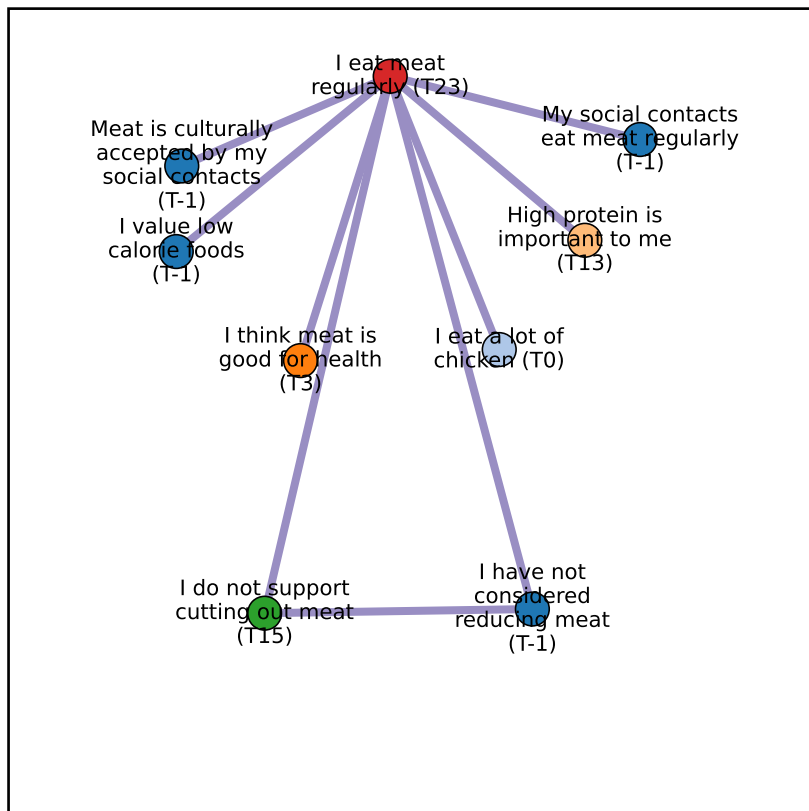 I eat meat
regularly (T23)
My social contacts
eat meat regularly
(T-1)
Meat is culturally
accepted by my
social contacts
(T-1)
I value low
calorie foods
(T-1)
High protein is
important to me
(T13)
I think meat is
good for health
(T3)
I eat a lot of
chicken (T0)
I do not support
cutting out meat
(T15)
I have not
considered
reducing meat
(T-1)